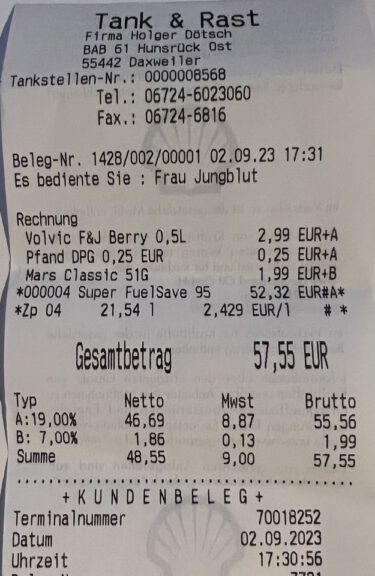 Tank & Rast
Firma Holger Dötsch
BAB 61 Hunsrück Ost
55442 Daxweiler
Tankstellen-Nr.: 0000008568
Tel.: 06724-6023060
Fax.: 06724-6816
Beleg-Nr. 1428/002/00001 02.09.23 17:31
Es bediente Sie : Frau Jungblut
Rechnung
Volvic F&J Berry 0,5L 2,99 EUR+A
Pfand DPG 0,25 EUR 0,25 EUR+A
Mars Classic 51G 1,99 EUR+B
*000004 Super FuelSave 95 52,32 EUR#A*
*Zp 04 21,54 l 2,429 EUR/l # *
Gesamtbetrag 57,55 EUR
Typ Netto Mwst Brutto
A:19,00% 46,69 8,87 55,56
B: 7,00% 1,86 0,13 1,99
Summe 48,55 9,00 57,55
+ K U N D E N B E L E G +
Terminalnummer 70018252
Datum 02.09.2023
Uhrzeit 17:30:56